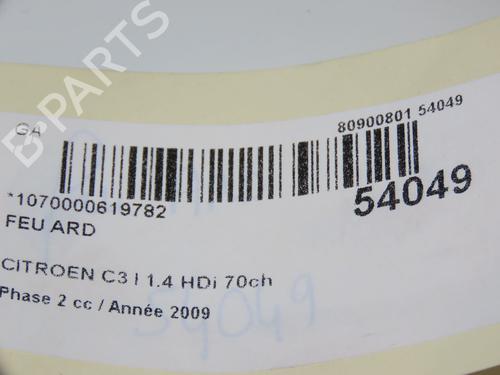 B-PARTS
GA
80900801 54049
*1070000619782
54049
FEU ARD
CITROEN C3 I 1.4 HDi 70ch
Phase 2 cc / Année 2009
54049